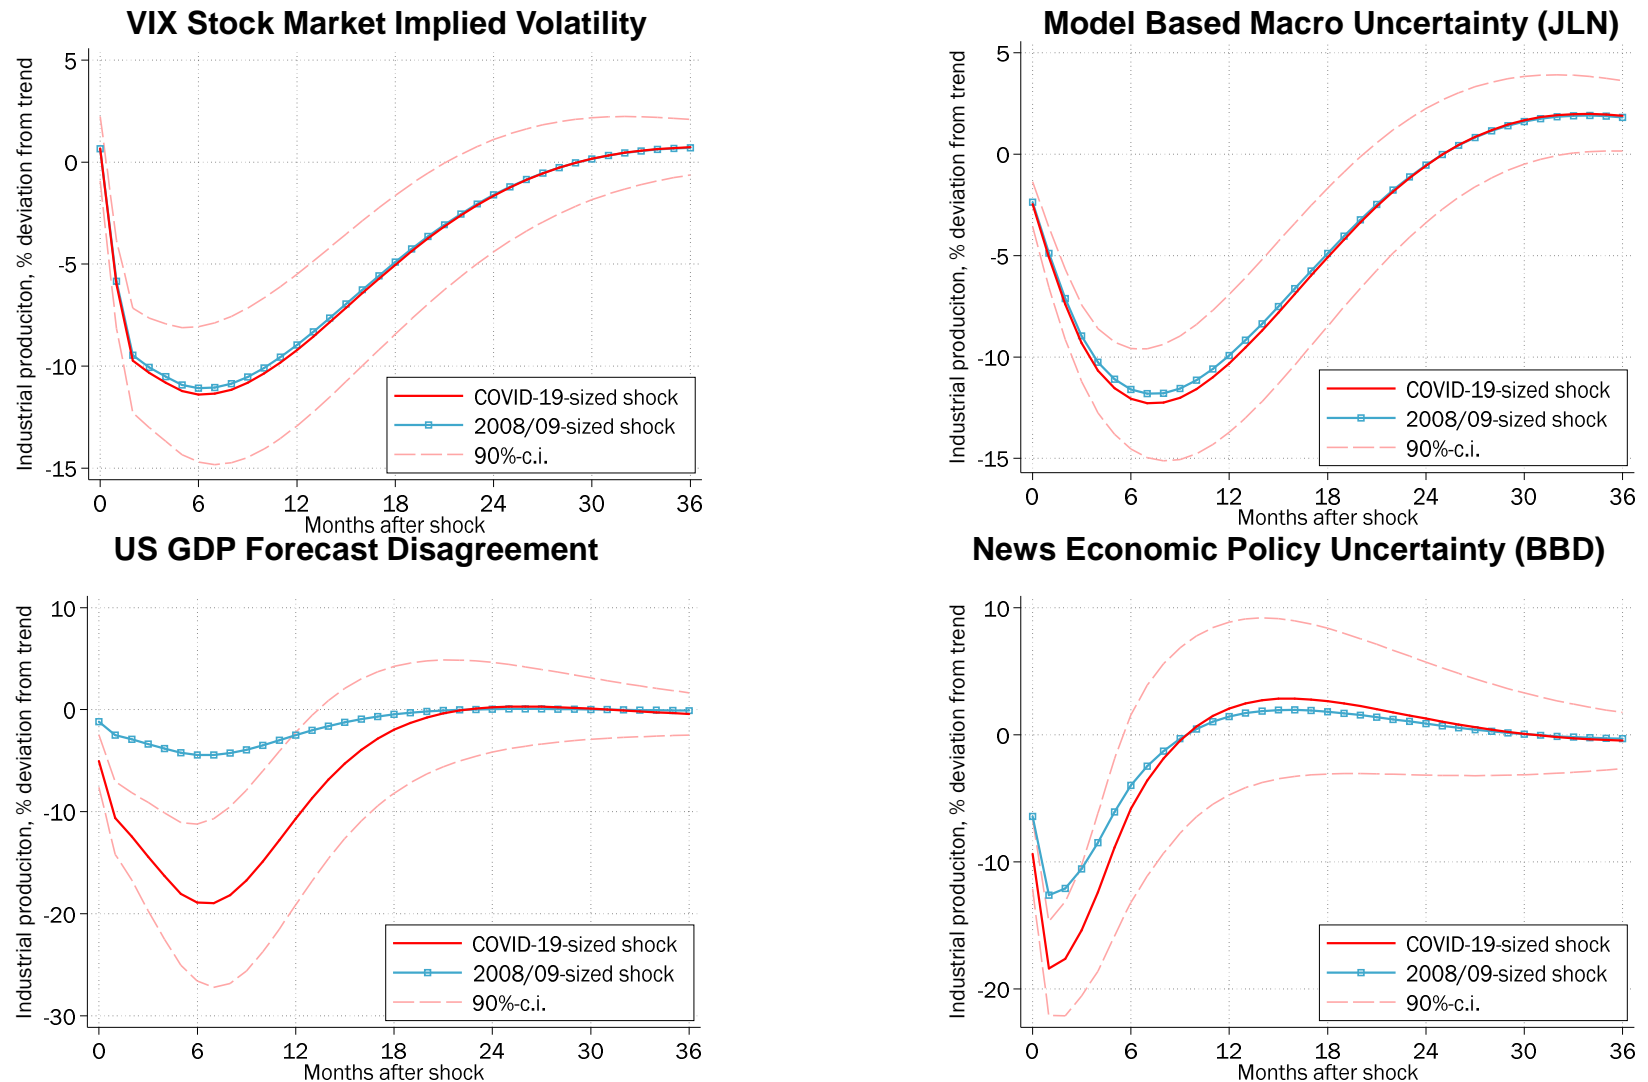 VIX Stock Market Implied Volatility
Industrial produciton, % deviation from trend
5
0
-5
-10
-15
COVID-19-sized shock
2008/09-sized shock
90%-c.i.
0 6 12 18 24 30 36
Months after shock
Model Based Macro Uncertainty (JLN)
Industrial produciton, % deviation from trend
5
0
-5
-10
-15
COVID-19-sized shock
2008/09-sized shock
90%-c.i.
0 6 12 18 24 30 36
Months after shock
US GDP Forecast Disagreement
Industrial produciton, % deviation from trend
10
0
-10
-20
-30
COVID-19-sized shock
2008/09-sized shock
90%-c.i.
0 6 12 18 24 30 36
Months after shock
News Economic Policy Uncertainty (BBD)
Industrial produciton, % deviation from trend
10
0
-10
-20
COVID-19-sized shock
2008/09-sized shock
90%-c.i.
0 6 12 18 24 30 36
Months after shock